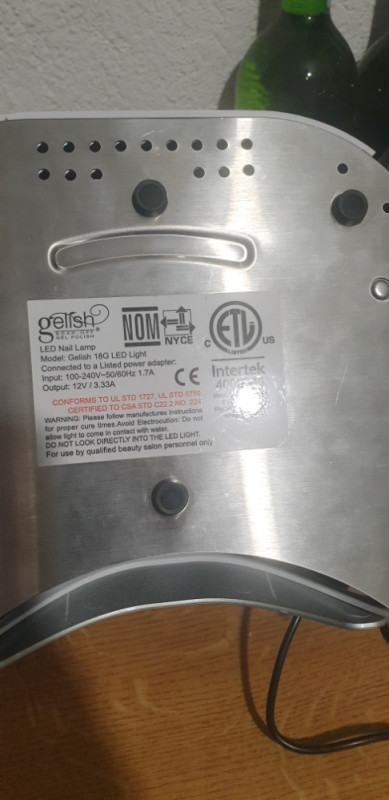 gelish
SOAK-OFF
GEL POLISH
NOM
NYCE
C ETL US
LISTED
Intertek
LED Nail Lamp
Model: Gelish 18G LED Light
Connected to a Listed power adapter:
Input: 100-240V~50/60Hz 1.7A
Output: 12V / 3.33A
CE
CONFORMS TO UL STD 1727, UL STD
CERTIFIED TO CSA STD C22.2 NO.
WARNING: Please follow manufactures instructions
for proper cure times.Avoid Electrocution: Do not
allow light to come in contact with water.
DO NOT LOOK DIRECTLY INTO THE LED LIGHT.
For use by qualified beauty salon personnel only